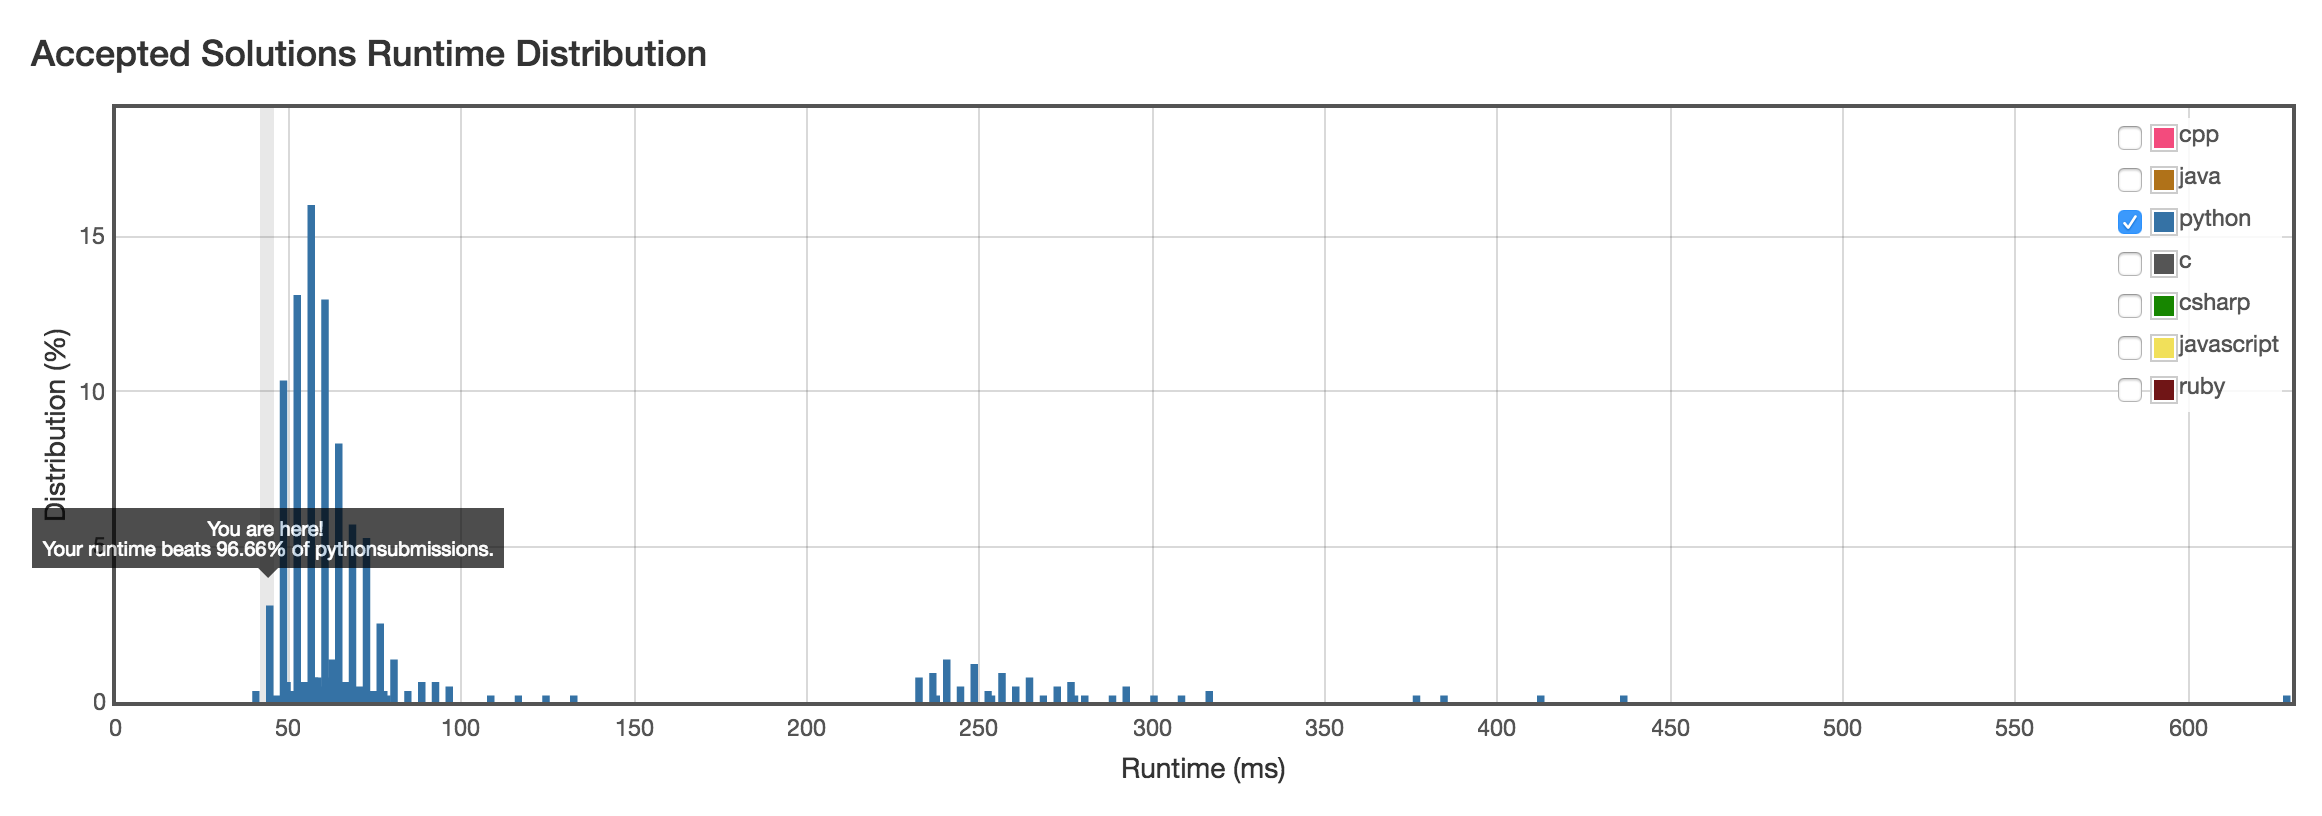 Accepted Solutions Runtime Distribution
cpp
java
python
c
csharp
javascript
ruby
15
10
5
0
Distribution (%)
You are here!
Your runtime beats 96.66% of pythonsubmissions.
0 50 100 150 200 250 300 350 400 450 500 550 600
Runtime (ms)